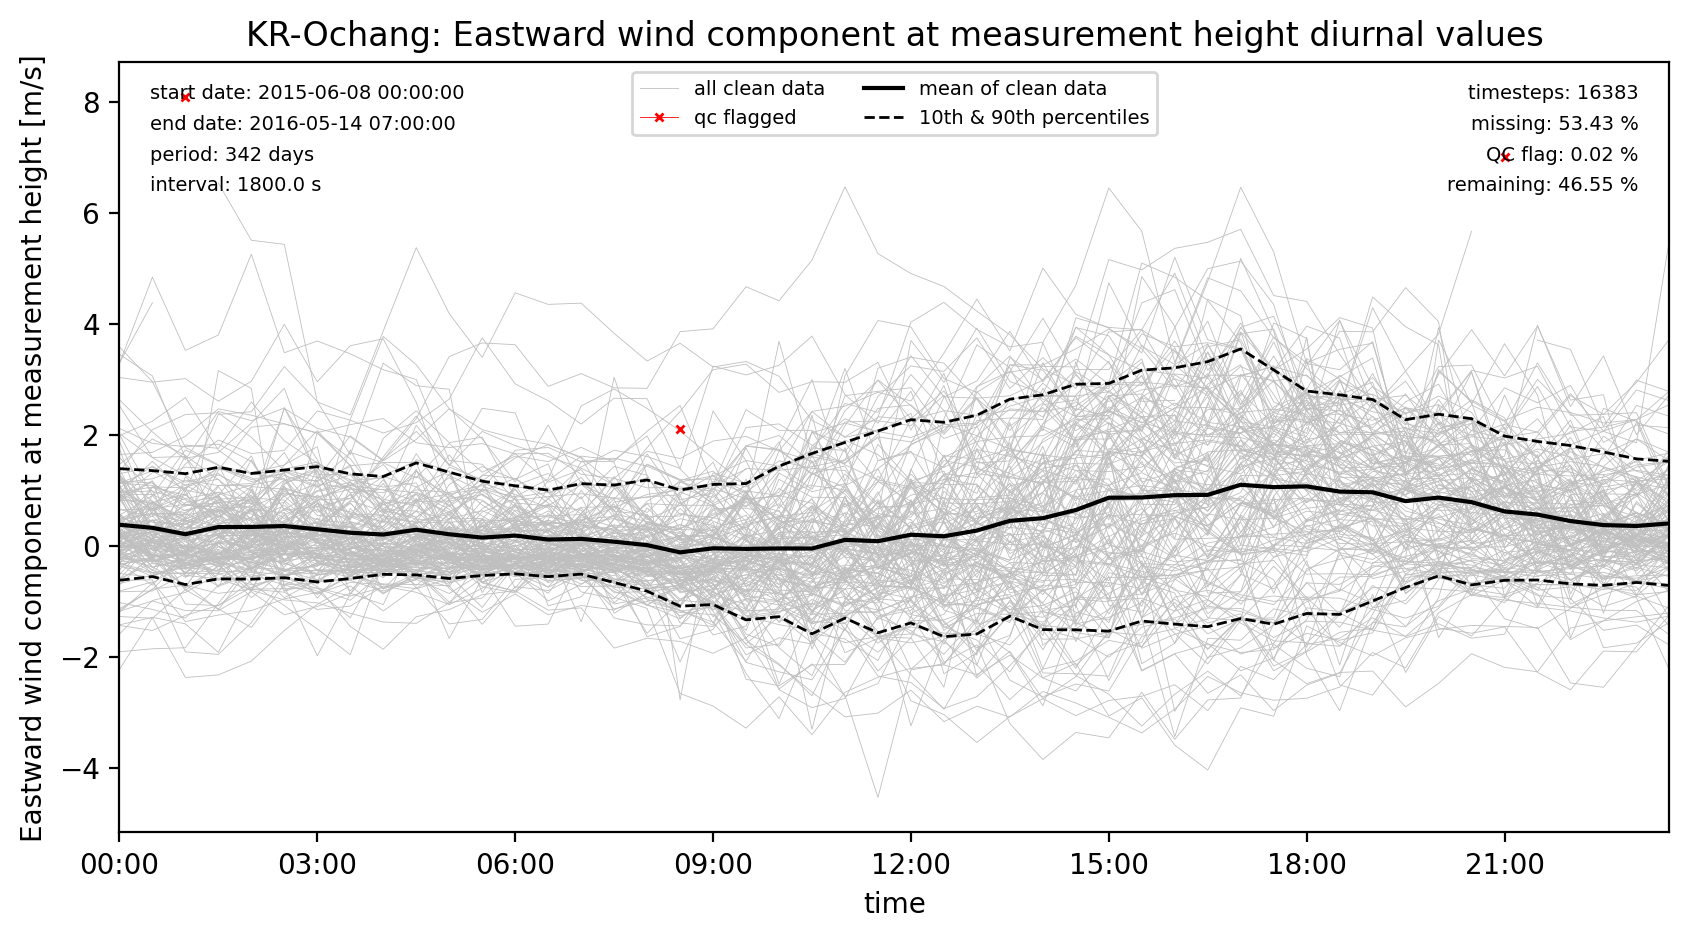 KR-Ochang: Eastward wind component at measurement height diurnal values
Eastward wind component at measurement height [m/s]
start date: 2015-06-08 00:00:00
end date: 2016-05-14 07:00:00
period: 342 days
interval: 1800.0 s
all clean data
qc flagged
mean of clean data
10th & 90th percentiles
timesteps: 16383
missing: 53.43 %
QC flag: 0.02 %
remaining: 46.55 %
8
6
4
2
0
−2
−4
00:00 03:00 06:00 09:00 12:00 15:00 18:00 21:00
time